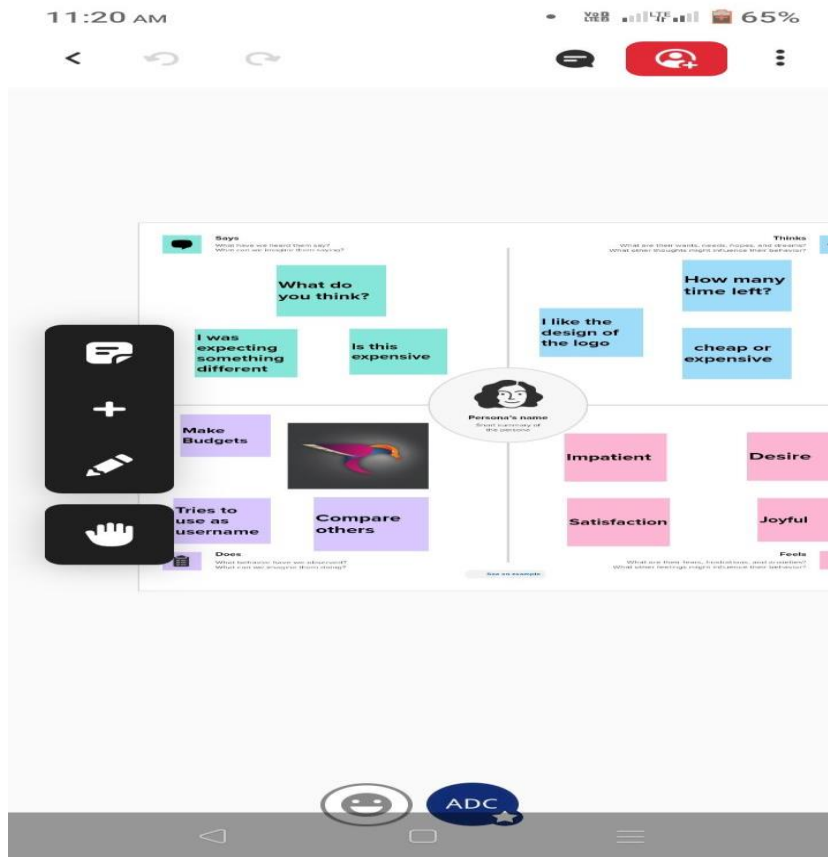 11:20 AM
65%
Says
What have we heard them say?
What can we imagine them saying?
Thinks
What are their wants, needs, hopes, and dreams?
What other thoughts might influence their behavior?
What do
you think?
I was
expecting
something
different
Is this
expensive
I like the
design of
the logo
How many
time left?
cheap or
expensive
Persona's name
Short summary of
the persona
Make
Budgets
Tries to
use as
username
Compare
others
Impatient
Desire
Satisfaction
Joyful
Does
What behavior have we observed?
What can we imagine them doing?
See an example
Feels
What are their fears, frustrations, and anxieties?
What other feelings might influence their behavior?
ADC